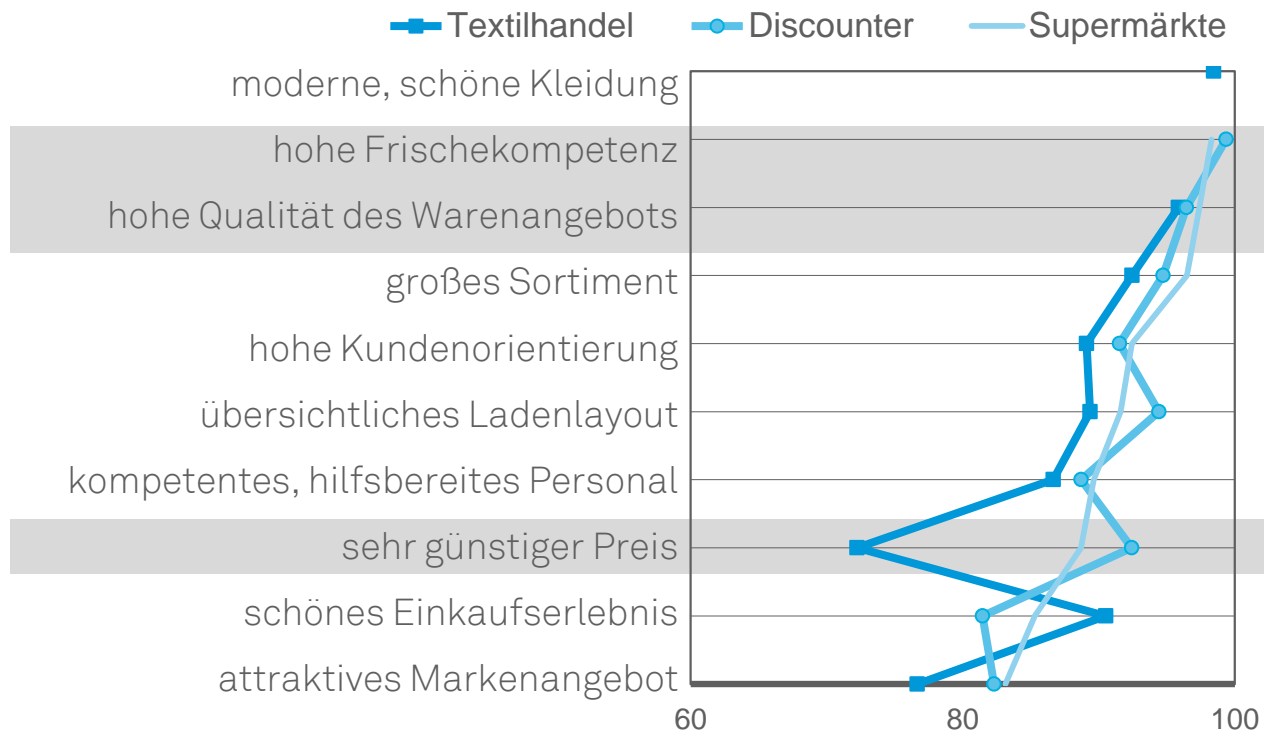 Textilhandel Discounter Supermärkte
moderne, schöne Kleidung
hohe Frischekompetenz
hohe Qualität des Warenangebots
großes Sortiment
hohe Kundenorientierung
übersichtliches Ladenlayout
kompetentes, hilfsbereites Personal
sehr günstiger Preis
schönes Einkaufserlebnis
attraktives Markenangebot
60 80 100